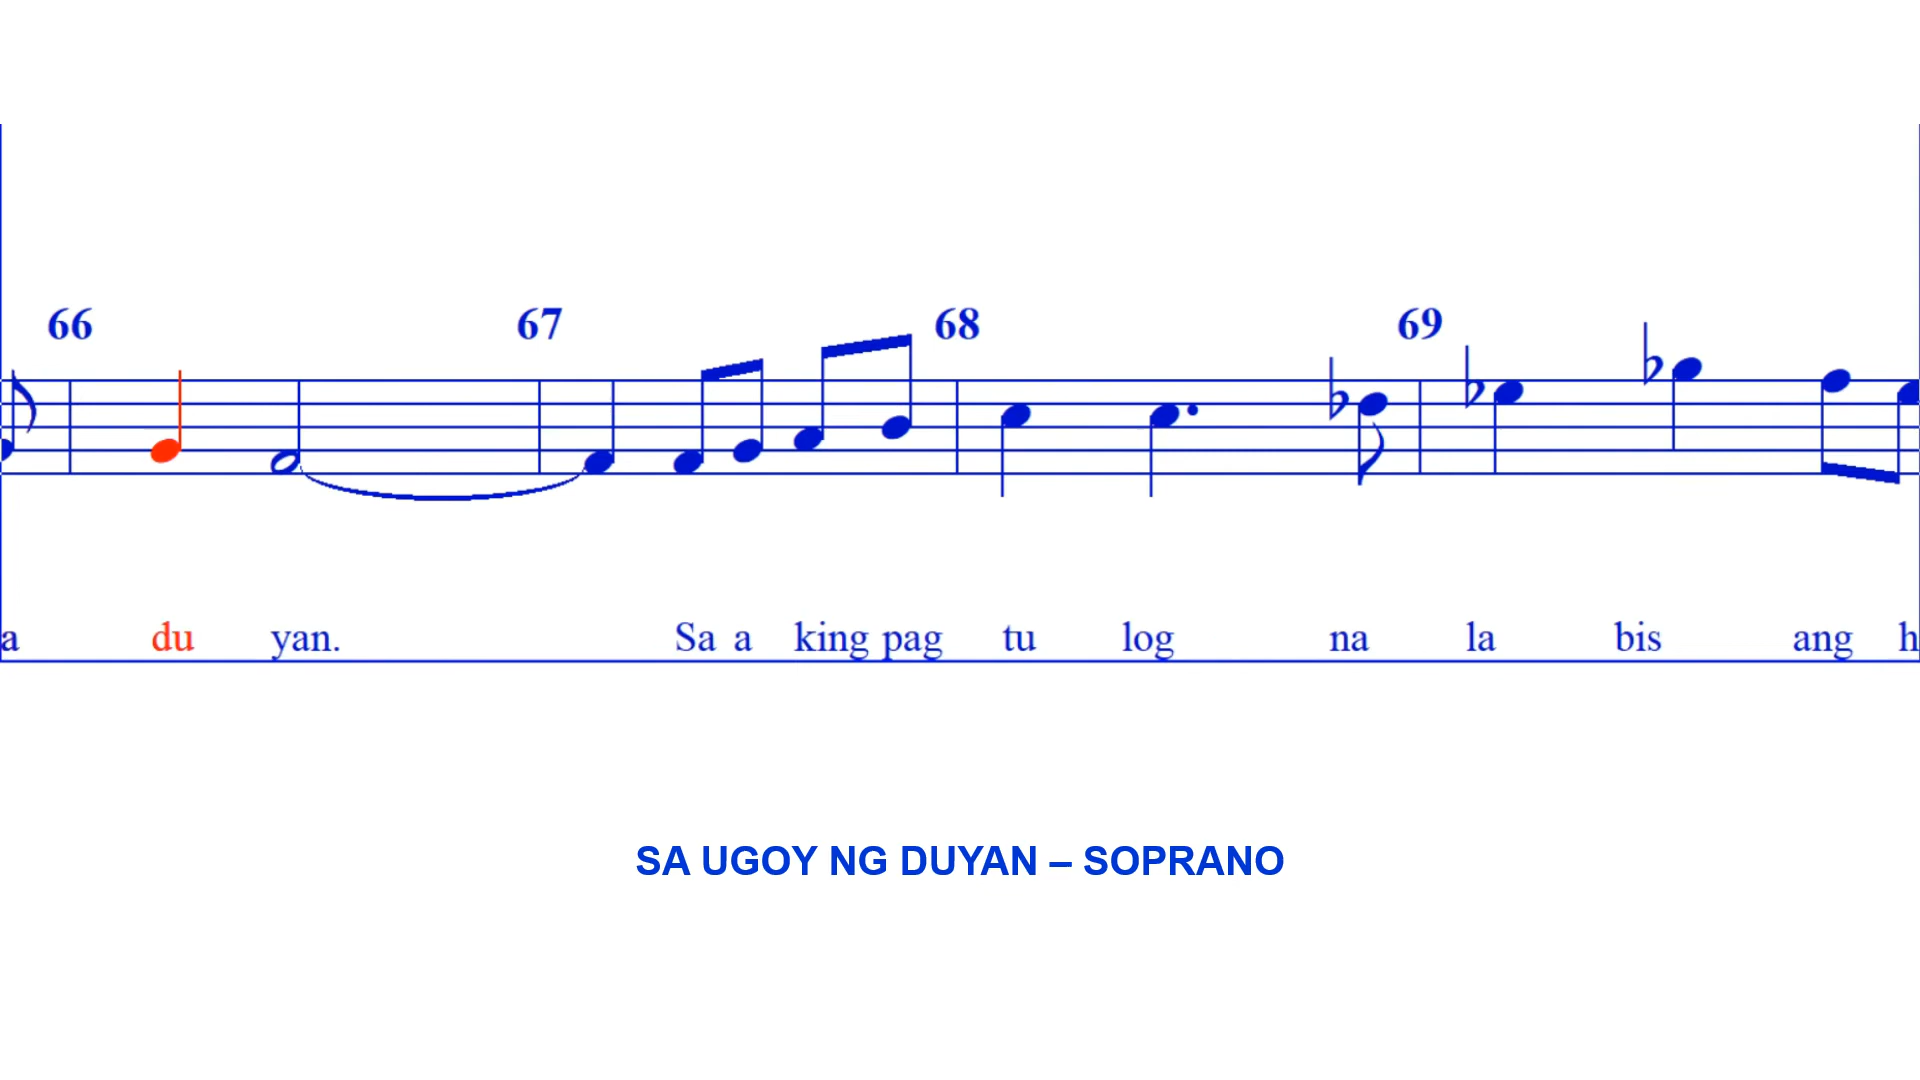 66 67 68 69
a du yan. Sa a king pag tu log na la bis ang h
SA UGOY NG DUYAN – SOPRANO